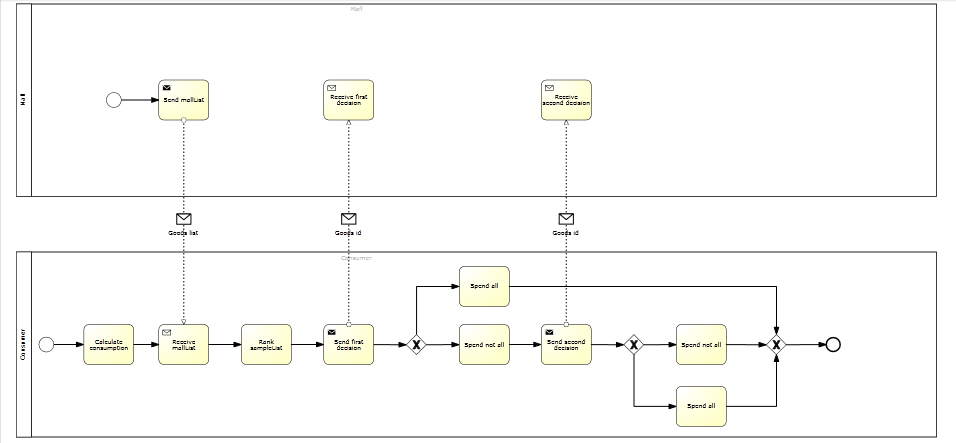 Mall
Mall
Send mallList
Receive first
decision
Receive
second decision
Goods list
Goods id
Goods id
Consumer
Consumer
Spend all
Calculate
consumption
Receive
mallList
Rank
sampleList
Send first
decision
Spend not all
Send second
decision
Spend not all
Spend all